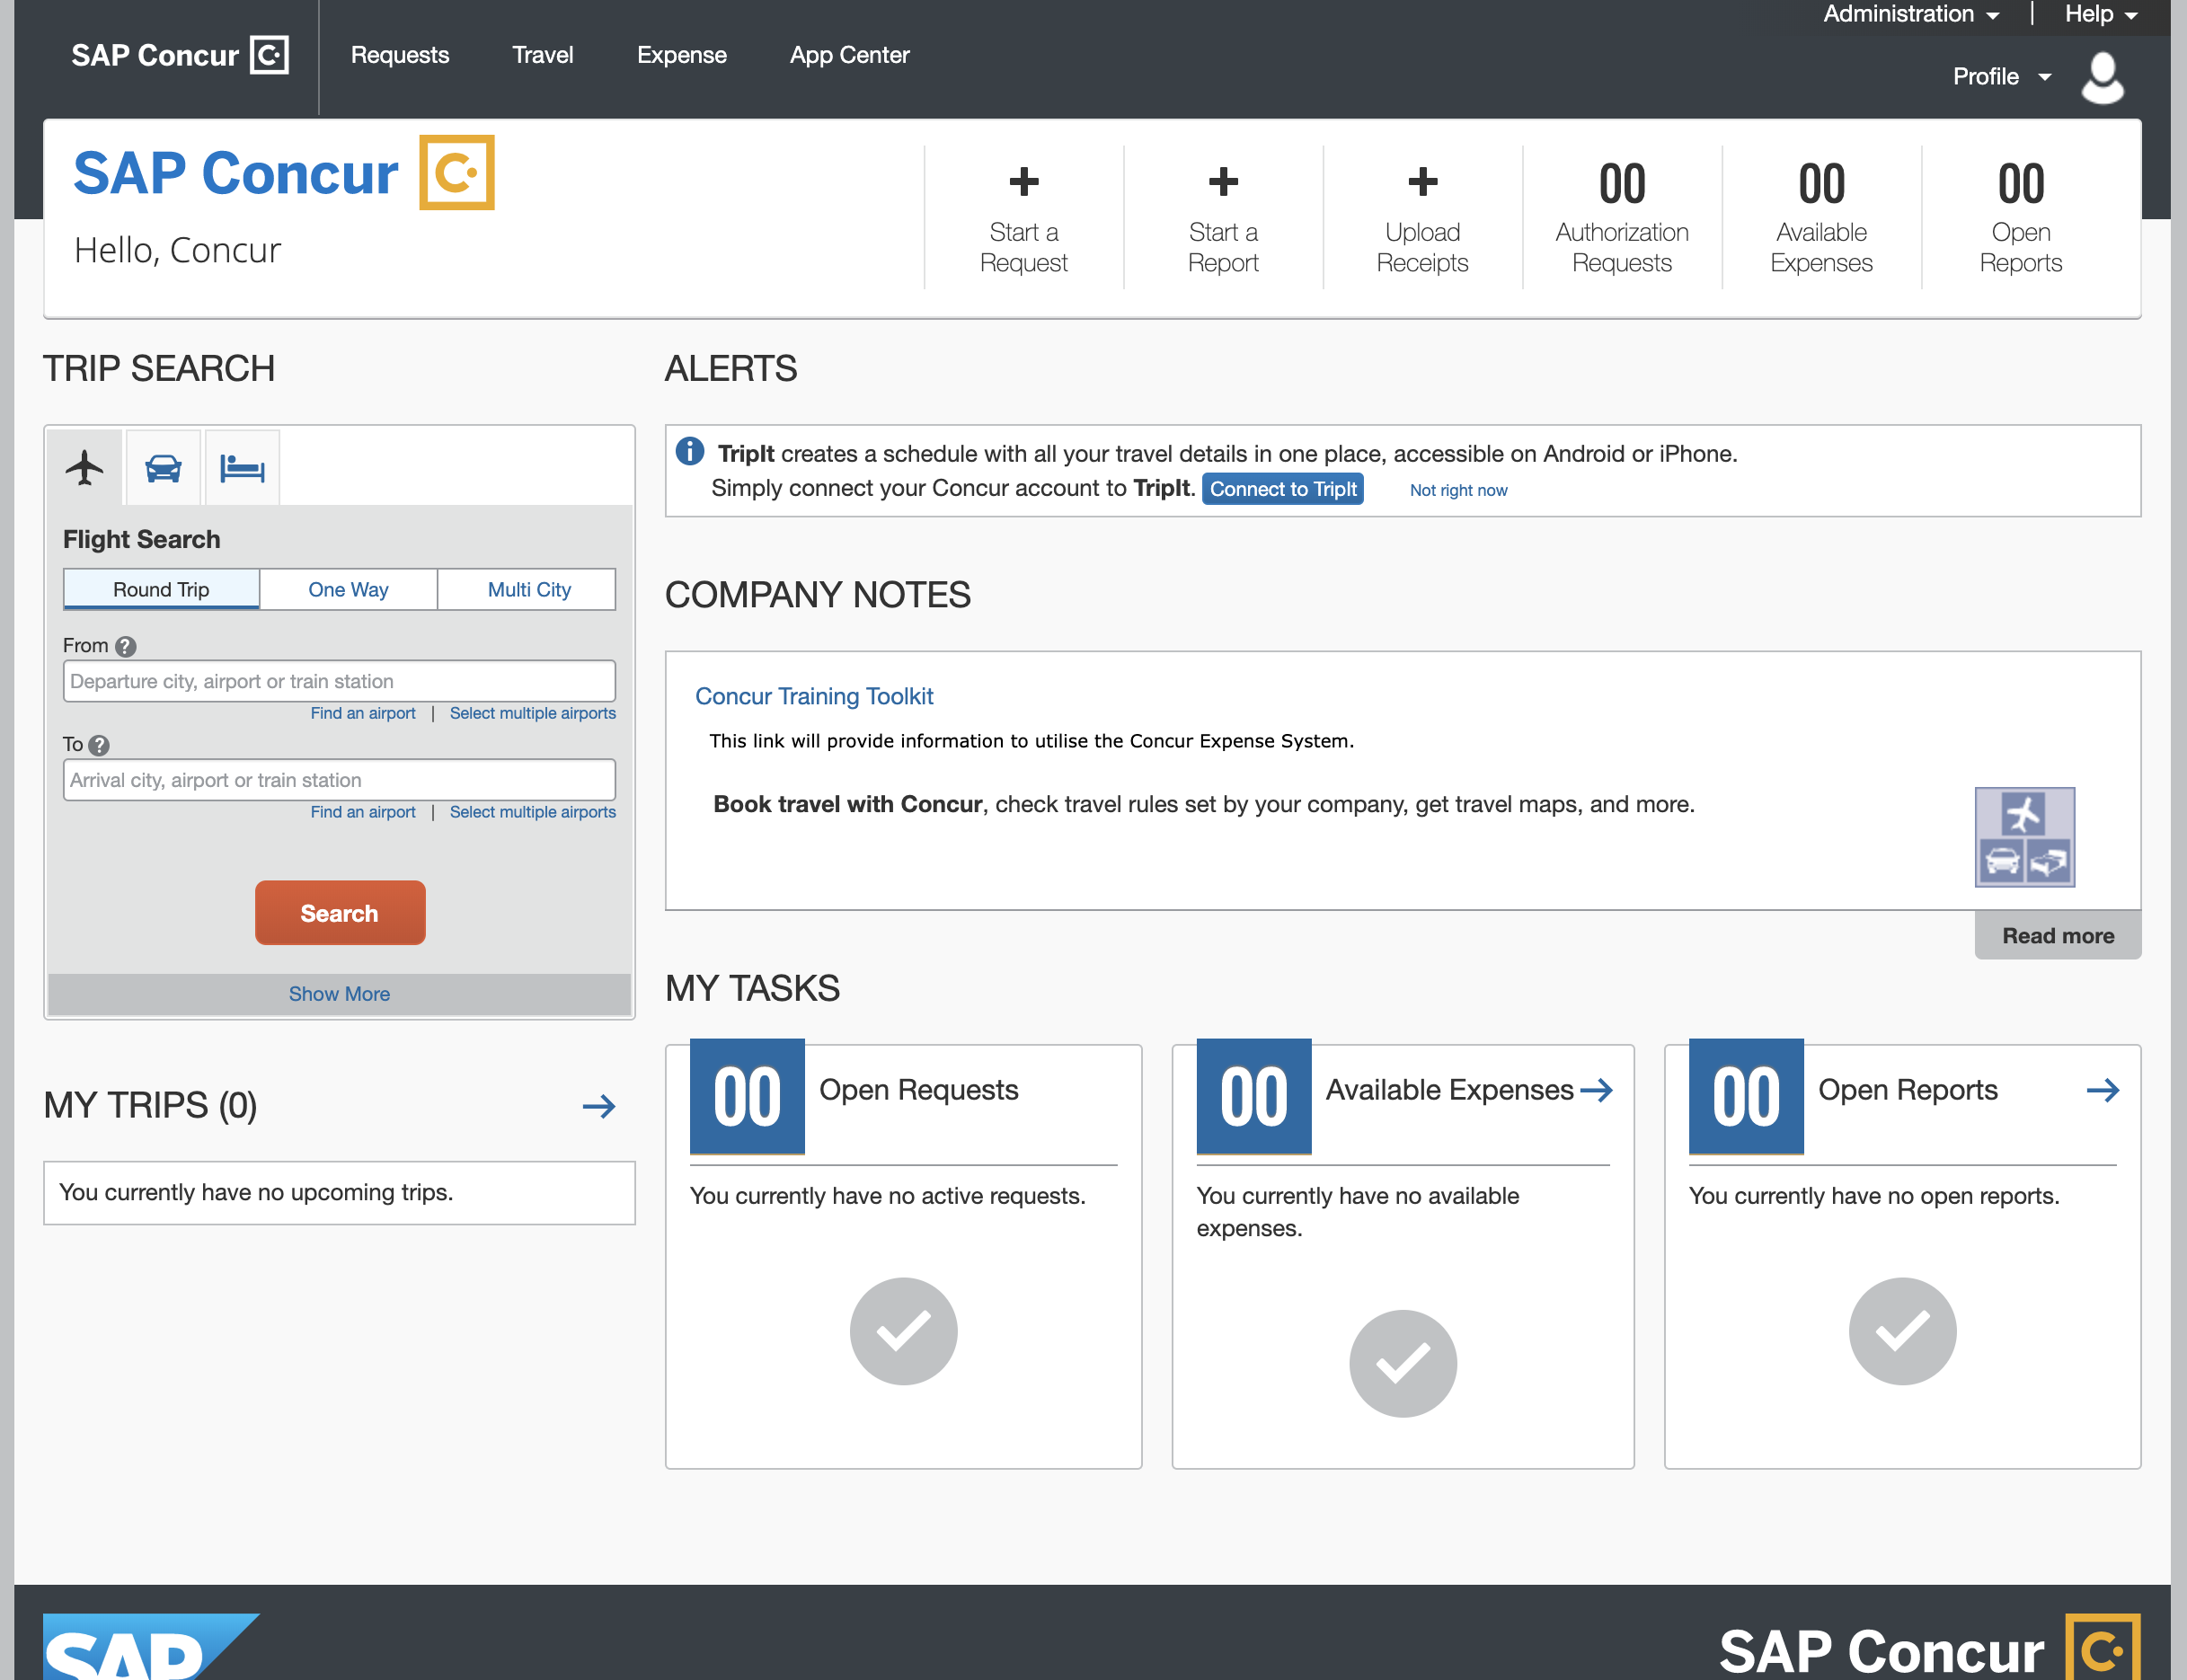 Administration | Help
SAP Concur C Requests Travel Expense App Center
Profile
SAP Concur C
Hello, Concur
+ Start a Request
+ Start a Report
+ Upload Receipts
00 Authorization Requests
00 Available Expenses
00 Open Reports
TRIP SEARCH
Flight Search
Round Trip One Way Multi City
From ?
Departure city, airport or train station
Find an airport | Select multiple airports
To ?
Arrival city, airport or train station
Find an airport | Select multiple airports
Search
Show More
MY TRIPS (0)
You currently have no upcoming trips.
ALERTS
i TripIt creates a schedule with all your travel details in one place, accessible on Android or iPhone.
Simply connect your Concur account to TripIt. Connect to TripIt Not right now
COMPANY NOTES
Concur Training Toolkit
This link will provide information to utilise the Concur Expense System.
Book travel with Concur, check travel rules set by your company, get travel maps, and more.
Read more
MY TASKS
00 Open Requests
You currently have no active requests.
00 Available Expenses
You currently have no available
expenses.
00 Open Reports
You currently have no open reports.
SAP
SAP Concur C